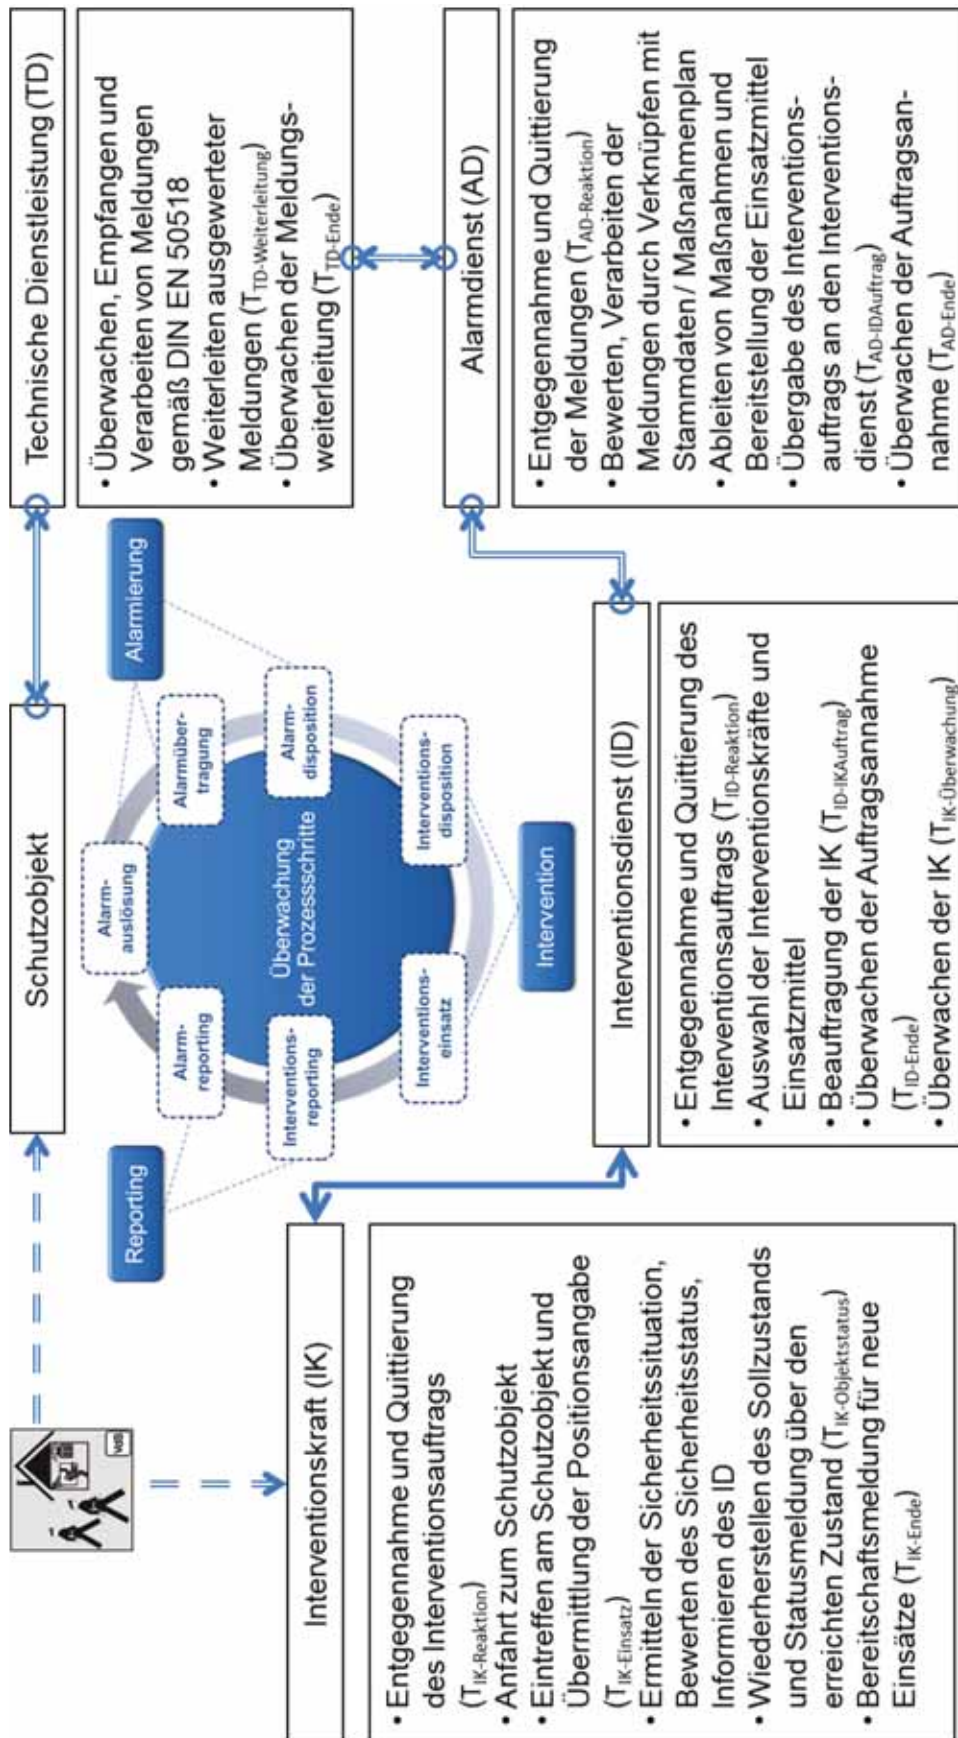 Schutzobjekt
Technische Dienstleistung (TD)
• Überwachen, Empfangen und
Verarbeiten von Meldungen
gemäß DIN EN 50518
• Weiterleiten ausgewerteter
Meldungen (TTD-Weiterleitung)
• Überwachen der Meldungs-
weiterleitung (TTD-Ende)
Alarmdienst (AD)
• Entgegennahme und Quittierung
der Meldungen (TAD-Reaktion)
• Bewerten, Verarbeiten der
Meldungen durch Verknüpfen mit
Stammdaten/ Maßnahmenplan
• Ableiten von Maßnahmen und
Bereitstellung der Einsatzmittel
• Übergabe des Interventions-
auftrags an den Interventions-
dienst (TAD-IDAuftrag)
• Überwachen der Auftragsan-
nahme (TAD-Ende)
Interventionsdienst (ID)
• Entgegennahme und Quittierung des
Interventionsauftrags (TID-Reaktion)
• Auswahl der Interventionskräfte und
Einsatzmittel
• Beauftragung der IK (TID-IKAuftrag)
• Überwachen der Auftragsannahme
(TID-Ende)
• Überwachen der IK (TIK-Überwachung)
Interventionskraft (IK)
• Entgegennahme und Quittierung
des Interventionsauftrags
(TIK-Reaktion)
• Anfahrt zum Schutzobjekt
• Eintreffen am Schutzobjekt und
Übermittlung der Positionsangabe
(TIK-Einsatz)
• Ermitteln der Sicherheitssituation,
Bewerten des Sicherheitsstatus,
Informieren des ID
• Wiederherstellen des Sollzustands
und Statusmeldung über den
erreichten Zustand (TIK-Objektstatus)
• Bereitschaftsmeldung für neue
Einsätze (TIK-Ende)
Reporting
Alarmierung
Intervention
Alarm-
auslösung
Alarmüber-
tragung
Alarm-
disposition
Interventions-
disposition
Interventions-
einsatz
Interventions-
reporting
Alarm-
reporting
Überwachung
der Prozessschritte
VdS